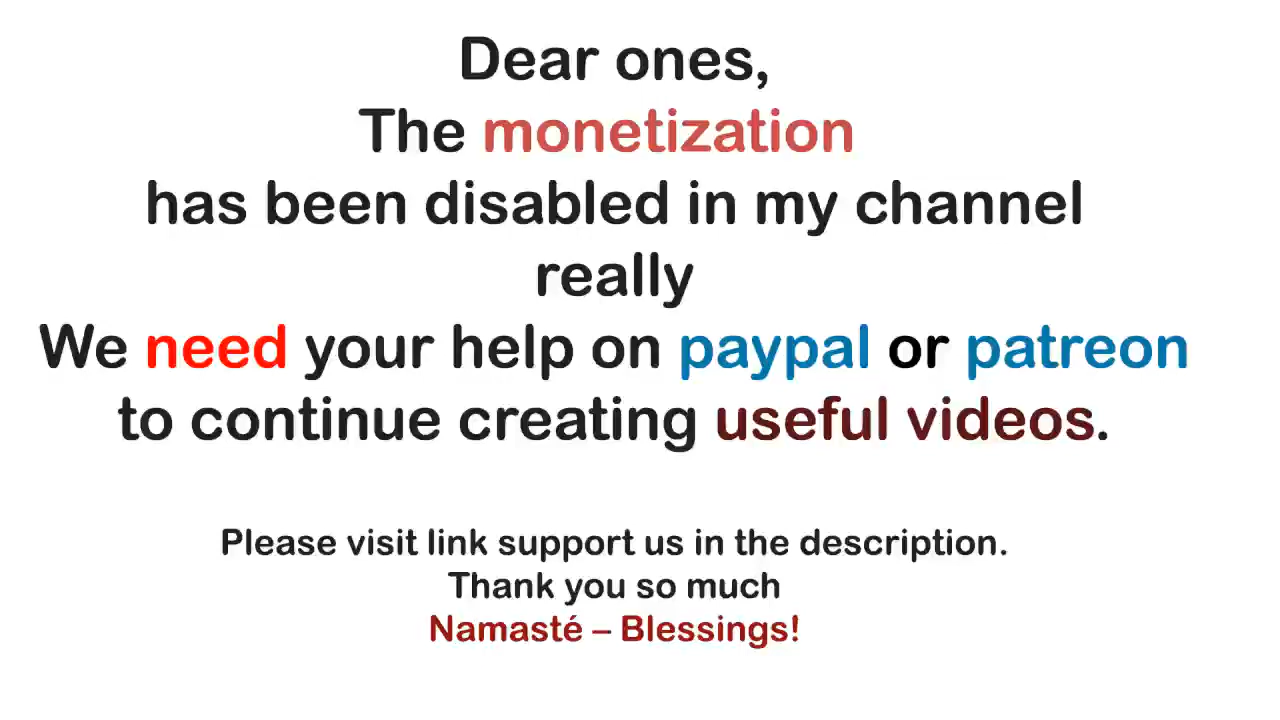 Dear ones,
The monetization
has been disabled in my channel
really
We need your help on paypal or patreon
to continue creating useful videos.
Please visit link support us in the description.
Thank you so much
Namasté – Blessings!